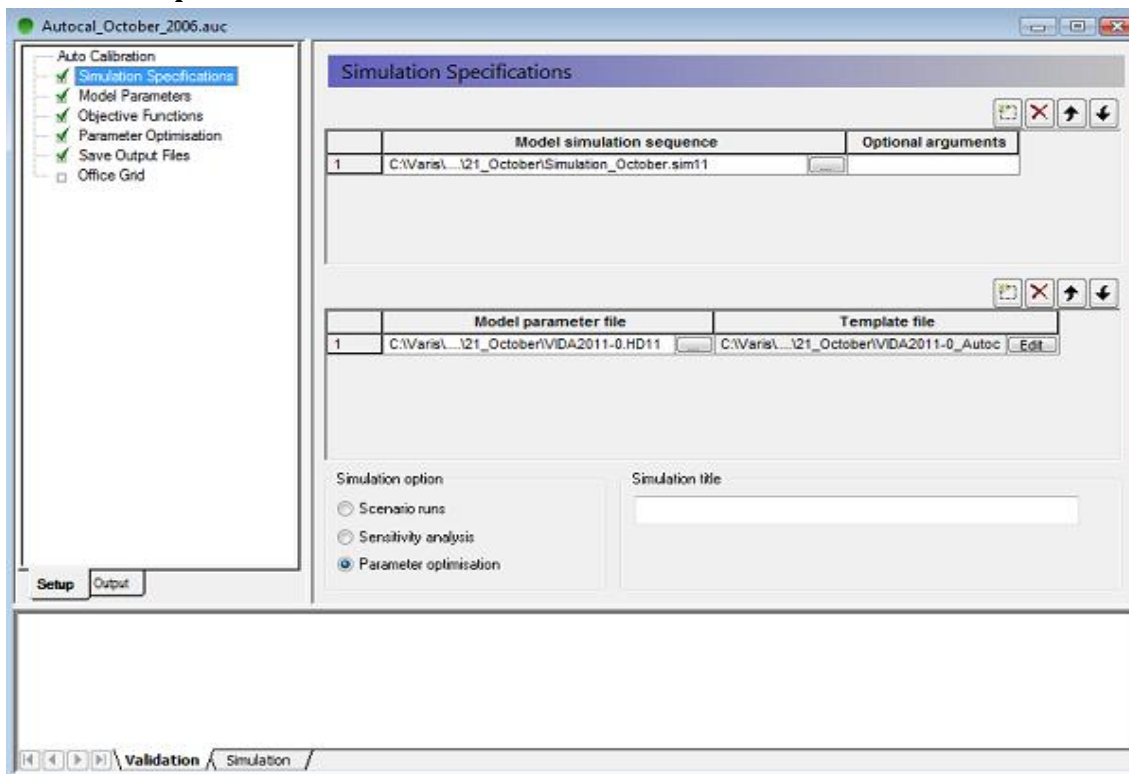 Autocal_October_2006.auc
Auto Calibration
Simulation Specifications
Model Parameters
Objective Functions
Parameter Optimisation
Save Output Files
Office Grid
Setup
Output
Simulation Specifications
Model simulation sequence
Optional arguments
1
C:\Varis\....\21_October\Simulation_October.sim11
...
Model parameter file
Template file
1
C:\Varis\....\21_October\VIDA2011-0.HD11
...
C:\Varis\....\21_October\VIDA2011-0_Autoc
Edit
Simulation option
Scenario runs
Sensitivity analysis
Parameter optimisation
Simulation title
Validation
Simulation